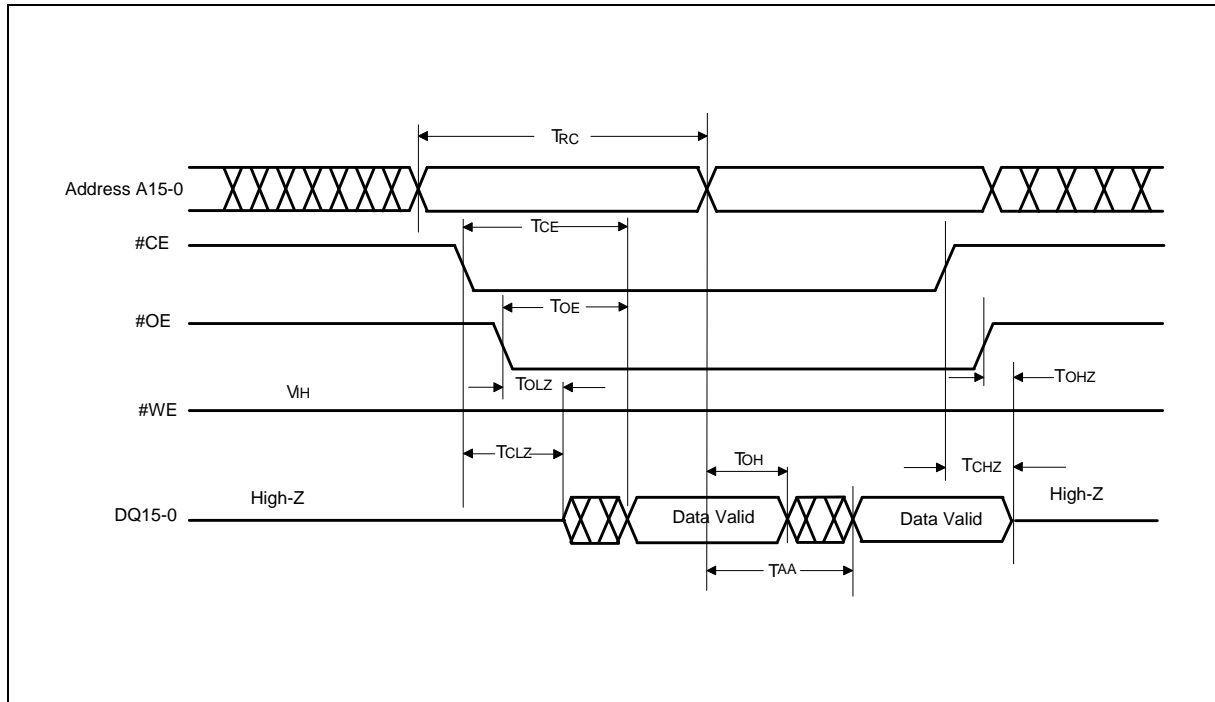 TRC
Address A15-0
TCE
#CE
TOE
#OE
TOLZ
TOHZ
VIH
#WE
TCLZ
TOH
TCHZ
High-Z
High-Z
DQ15-0
Data Valid
Data Valid
TAA